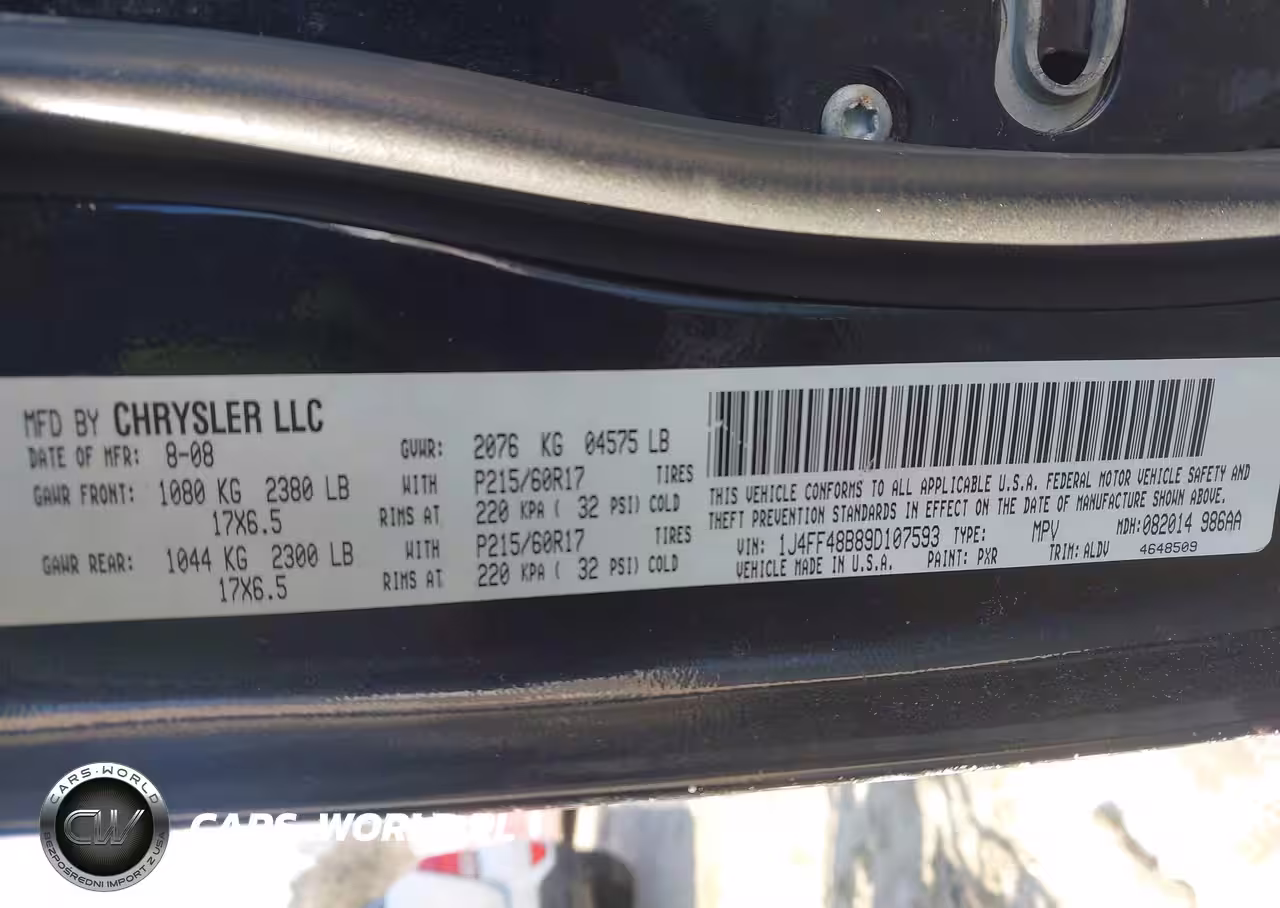 MFD BY CHRYSLER LLC
DATE OF MFR: 8-08 GVWR: 2076 KG 04575 LB
GAWR FRONT: 1080 KG 2380 LB WITH P215/60R17 TIRES
17X6.5 RIMS AT 220 KPA ( 32 PSI) COLD
GAWR REAR: 1044 KG 2300 LB WITH P215/60R17 TIRES
17X6.5 RIMS AT 220 KPA ( 32 PSI) COLD
THIS VEHICLE CONFORMS TO ALL APPLICABLE U.S.A. FEDERAL MOTOR VEHICLE SAFETY AND
THEFT PREVENTION STANDARDS IN EFFECT ON THE DATE OF MANUFACTURE SHOWN ABOVE.
VIN: 1J4FF48B89D107593 TYPE: MPV MDH:082014 986AA
VEHICLE MADE IN U.S.A. PAINT: PXR TRIM: ALDV 4648509
CARS-WORLD
CW
BEZPOŚREDNI IMPORT Z USA
CARS-WORLD.PL